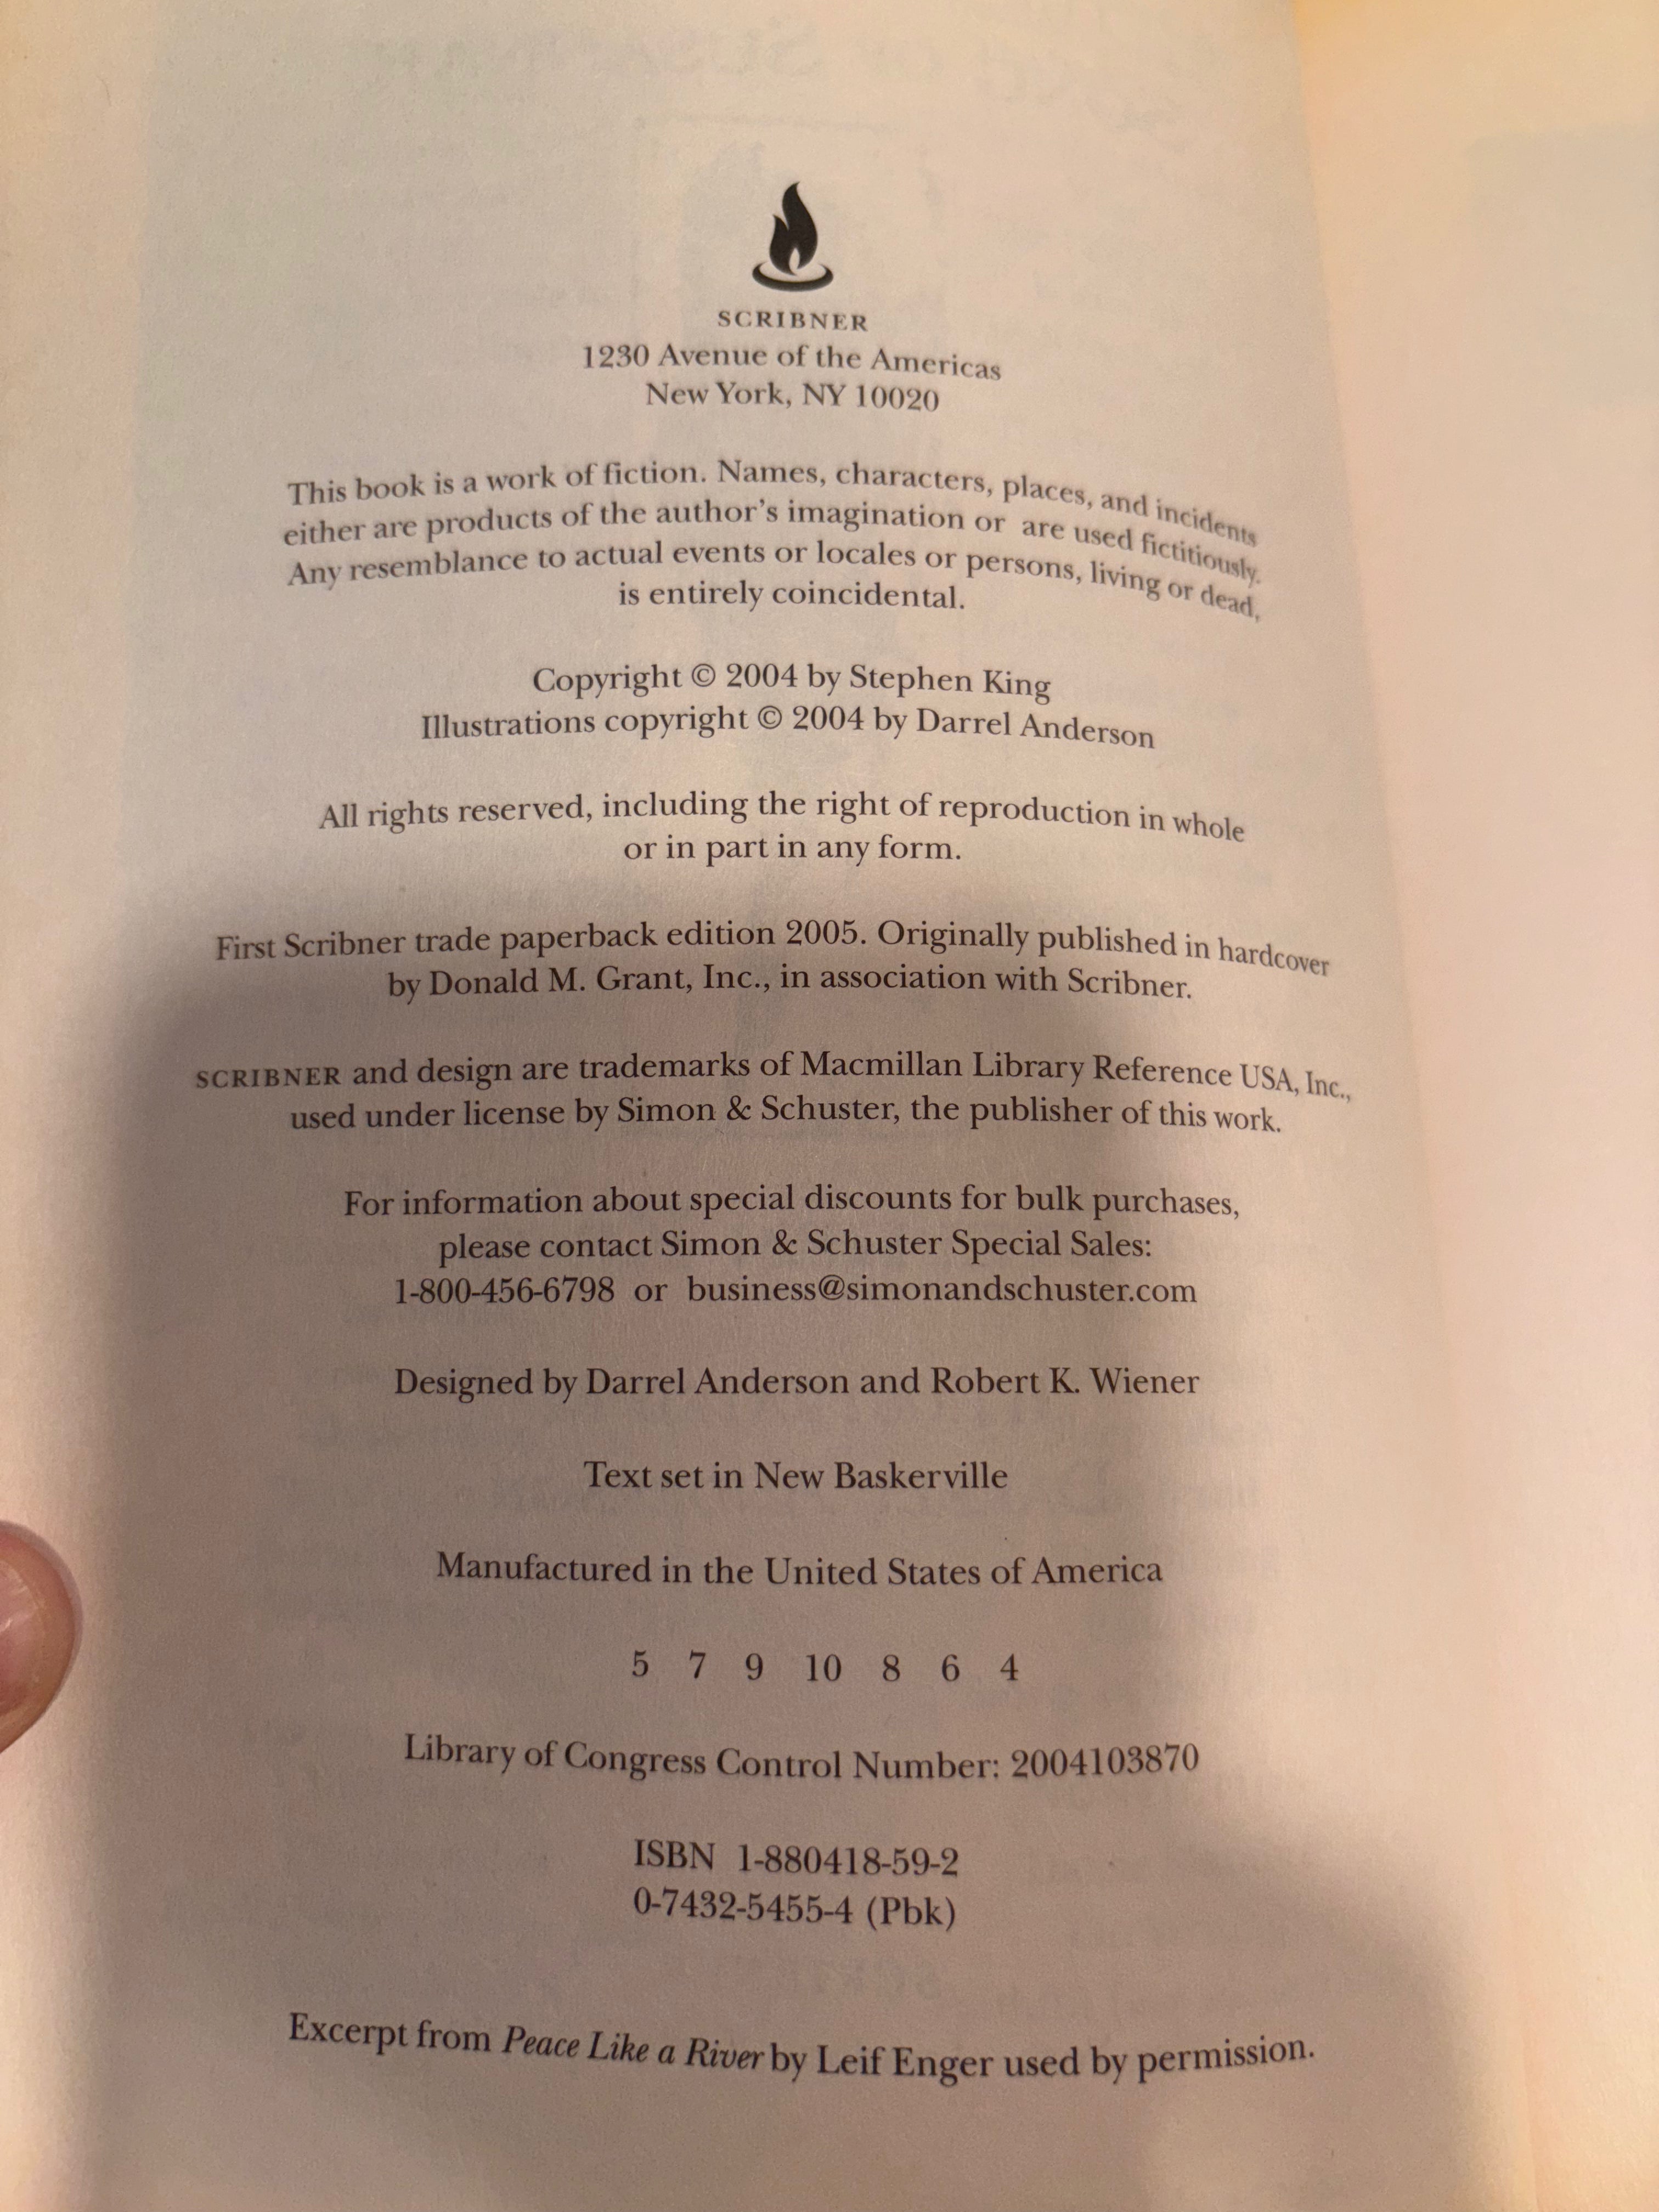 SCRIBNER
1230 Avenue of the Americas
New York, NY 10020
This book is a work of fiction. Names, characters, places, and incidents
either are products of the author's imagination or are used fictitiously.
Any resemblance to actual events or locales or persons, living or dead,
is entirely coincidental.
Copyright © 2004 by Stephen King
Illustrations copyright © 2004 by Darrel Anderson
All rights reserved, including the right of reproduction in whole
or in part in any form.
First Scribner trade paperback edition 2005. Originally published in hardcover
by Donald M. Grant, Inc., in association with Scribner.
SCRIBNER and design are trademarks of Macmillan Library Reference USA, Inc.,
used under license by Simon & Schuster, the publisher of this work.
For information about special discounts for bulk purchases,
please contact Simon & Schuster Special Sales:
1-800-456-6798 or business@simonandschuster.com
Designed by Darrel Anderson and Robert K. Wiener
Text set in New Baskerville
Manufactured in the United States of America
5 7 9 10 8 6 4
Library of Congress Control Number: 2004103870
ISBN 1-880418-59-2
0-7432-5455-4 (Pbk)
Excerpt from Peace Like a River by Leif Enger used by permission.